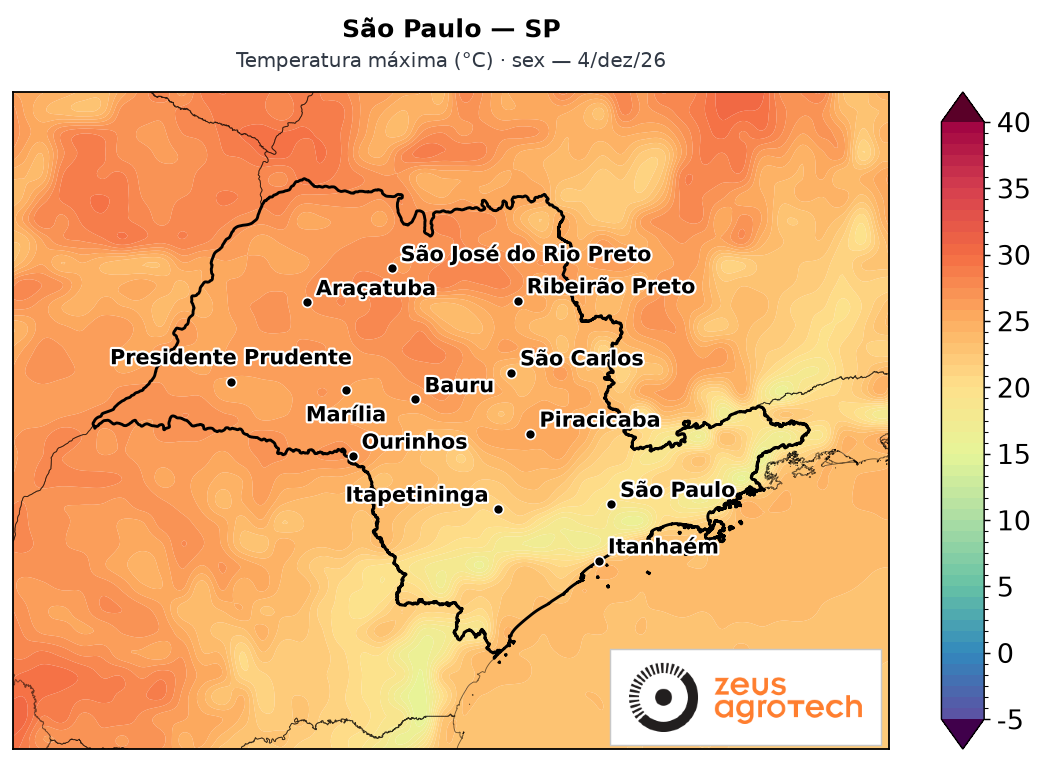 São Paulo — SP
Temperatura máxima (°C) · sex — 4/dez/26
São José do Rio Preto
Araçatuba
Ribeirão Preto
Presidente Prudente
São Carlos
Bauru
Marília
Piracicaba
Ourinhos
Itapetininga
São Paulo
Itanhaém
40
35
30
25
20
15
10
5
0
-5
zeus
agrotech